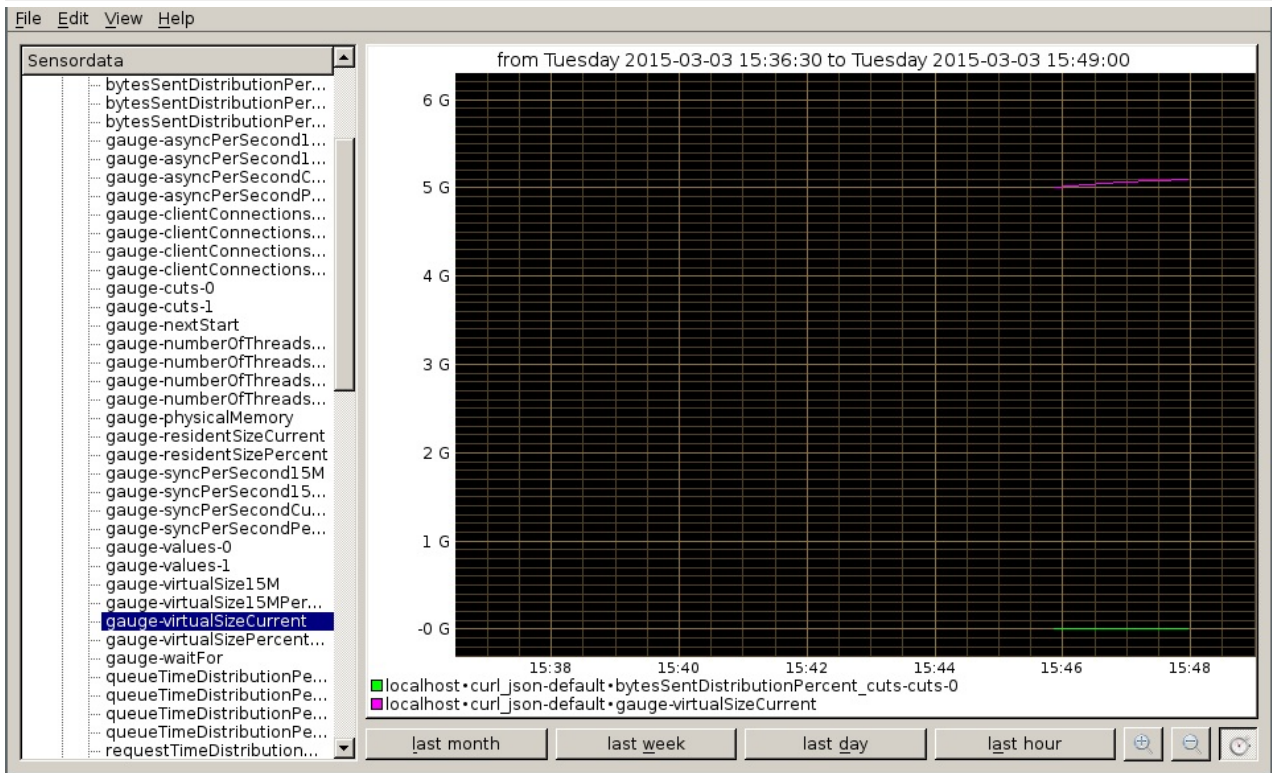 File Edit View Help
Sensordata
bytesSentDistributionPer...
bytesSentDistributionPer...
bytesSentDistributionPer...
gauge-asyncPerSecond1...
gauge-asyncPerSecond1...
gauge-asyncPerSecondC...
gauge-asyncPerSecondP...
gauge-clientConnections...
gauge-clientConnections...
gauge-clientConnections...
gauge-clientConnections...
gauge-cuts-0
gauge-cuts-1
gauge-nextStart
gauge-numberOfThreads...
gauge-numberOfThreads...
gauge-numberOfThreads...
gauge-numberOfThreads...
gauge-physicalMemory
gauge-residentSizeCurrent
gauge-residentSizePercent
gauge-syncPerSecond15M
gauge-syncPerSecond15...
gauge-syncPerSecondCu...
gauge-syncPerSecondPe...
gauge-values-0
gauge-values-1
gauge-virtualSize15M
gauge-virtualSize15MPer...
gauge-virtualSizeCurrent
gauge-virtualSizePercent...
gauge-waitFor
queueTimeDistributionPe...
queueTimeDistributionPe...
queueTimeDistributionPe...
queueTimeDistributionPe...
requestTimeDistribution...
from Tuesday 2015-03-03 15:36:30 to Tuesday 2015-03-03 15:49:00
6 G
5 G
4 G
3 G
2 G
1 G
-0 G
15:38 15:40 15:42 15:44 15:46 15:48
localhost•curl_json-default•bytesSentDistributionPercent_cuts-cuts-0
localhost•curl_json-default•gauge-virtualSizeCurrent
last month last week last day last hour